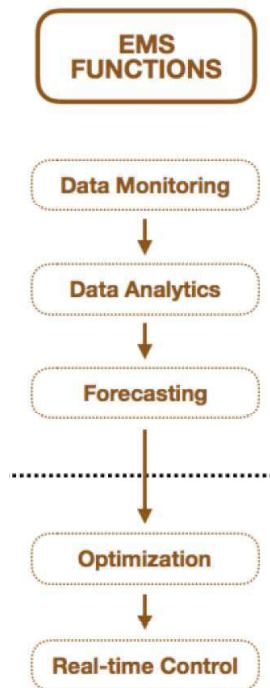 EMS
FUNCTIONS
Data Monitoring
Data Analytics
Forecasting
Optimization
Real-time Control